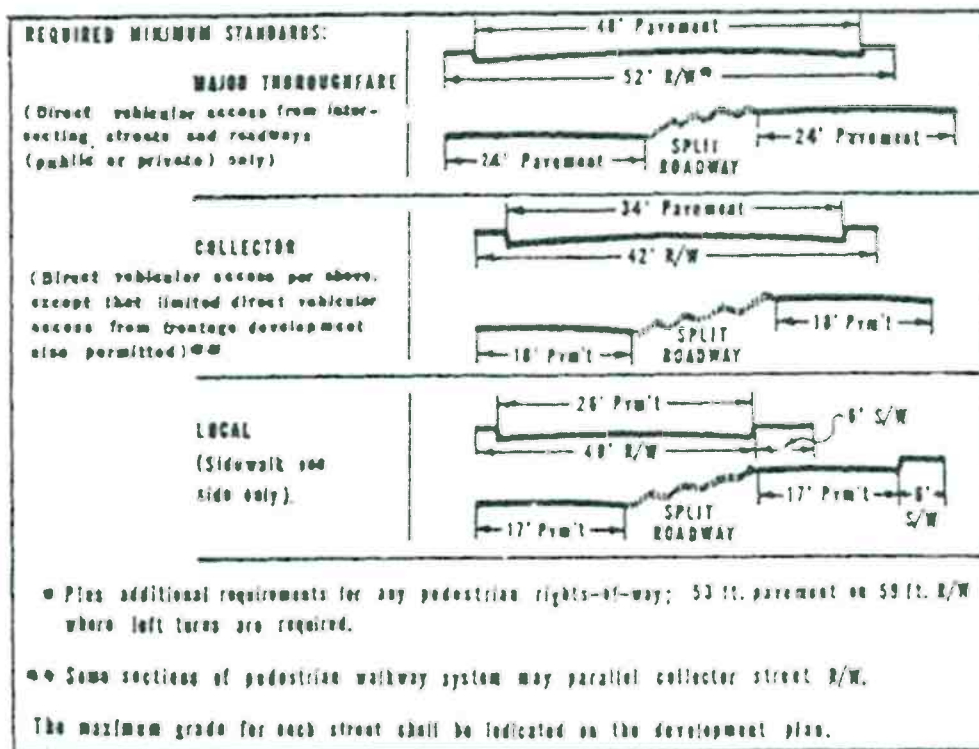 REQUIRED MINIMUM STANDARDS:
MAJOR THOROUGHFARE
(Direct vehicular access from inter-
secting streets and roadways
(public or private) only)
48' Pavement
52' R/W*
24' Pavement
SPLIT
ROADWAY
24' Pavement
COLLECTOR
(Direct vehicular access per above,
except that limited direct vehicular
access from frontage development
also permitted)**
34' Pavement
42' R/W
18' Pvm't
SPLIT
ROADWAY
18' Pvm't
LOCAL
(Sidewalk one
side only)
Pvm't
6' S/W
40' R/W
17' Pvm't
SPLIT
ROADWAY
17' Pvm't
6'
S/W
* Plus additional requirements for any pedestrian rights-of-way; 53 ft. pavement on 59 ft. R/W
where left turns are required.
** Some sections of pedestrian walkway system may parallel collector street R/W.
The maximum grade for each street shall be indicated on the development plan.